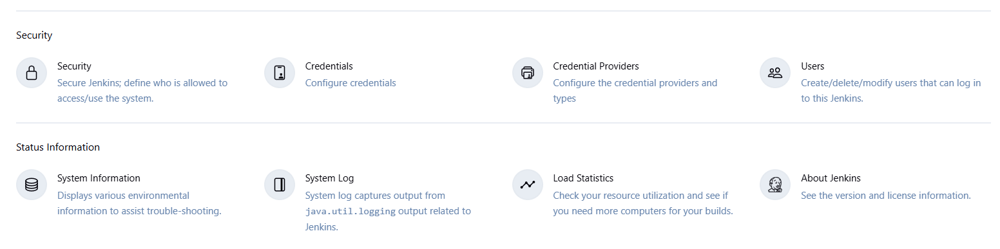 Security
Security
Secure Jenkins; define who is allowed to
access/use the system.
Credentials
Configure credentials
Credential Providers
Configure the credential providers and
types
Users
Create/delete/modify users that can log in
to this Jenkins.
Status Information
System Information
Displays various environmental
information to assist trouble-shooting.
System Log
System log captures output from
java.util.logging output related to
Jenkins.
Load Statistics
Check your resource utilization and see if
you need more computers for your builds.
About Jenkins
See the version and license information.